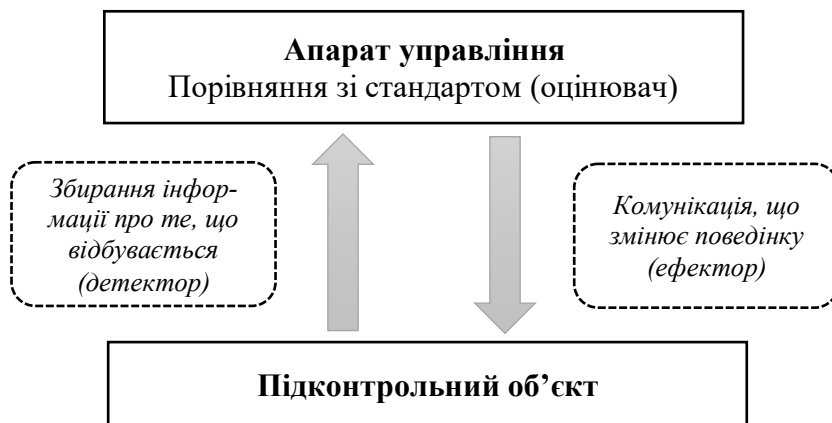 Апарат управління
Порівняння зі стандартом (оцінювач)
Збирання інфор-
мації про те, що
відбувається
(детектор)
Комунікація, що
змінює поведінку
(ефектор)
Підконтрольний об’єкт